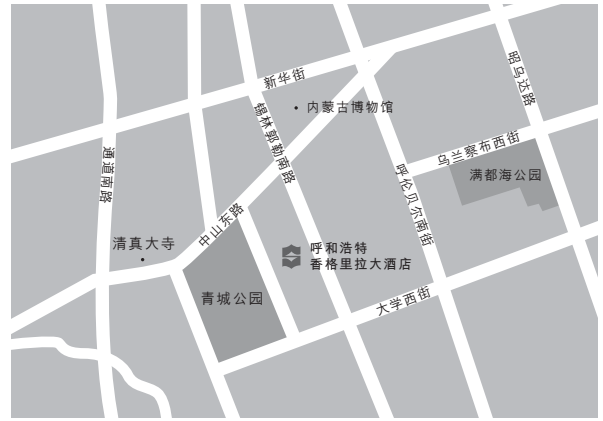 昭乌达路
新华街
内蒙古博物馆
锡林郭勒南路
乌兰察布西街
满都海公园
通道南路
呼伦贝尔南街
中山东路
清真大寺
呼和浩特
香格里拉大酒店
青城公园
大学西街